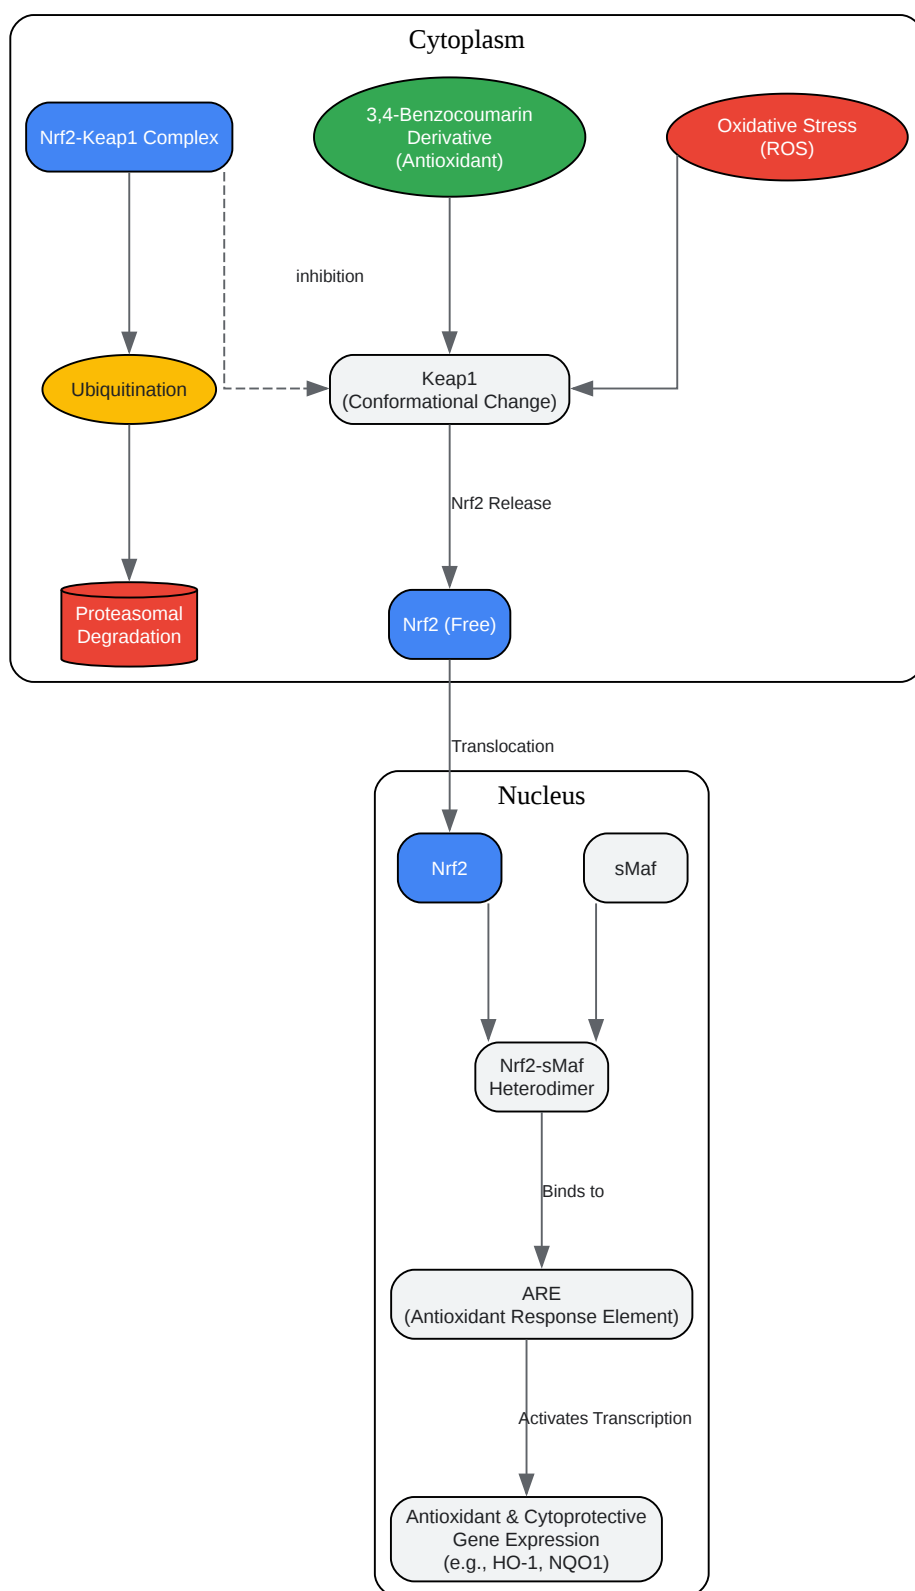 Cytoplasm
Nrf2-Keap1 Complex
3,4-Benzocoumarin
Derivative
(Antioxidant)
Oxidative Stress
(ROS)
inhibition
Ubiquitination
Keap1
(Conformational Change)
Nrf2 Release
Proteasomal
Degradation
Nrf2 (Free)
Translocation
Nucleus
Nrf2
sMaf
Nrf2-sMaf
Heterodimer
Binds to
ARE
(Antioxidant Response Element)
Activates Transcription
Antioxidant & Cytoprotective
Gene Expression
(e.g., HO-1, NQO1)